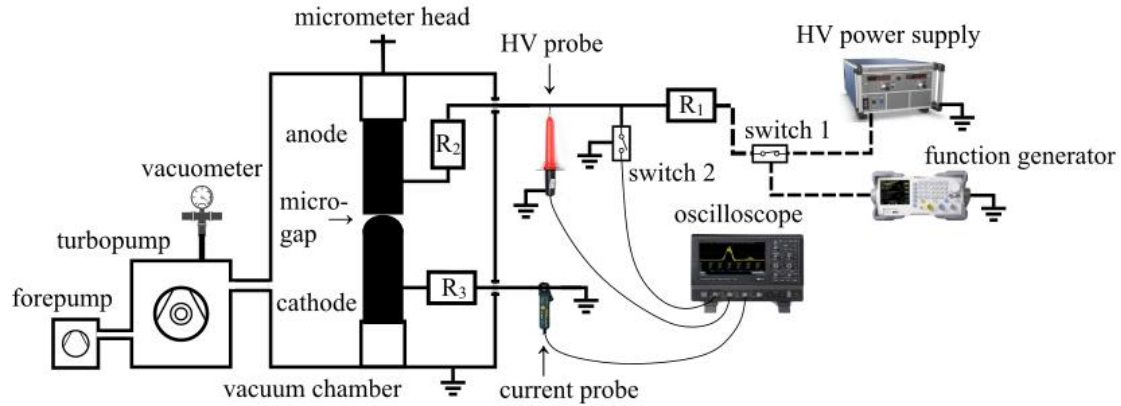 micrometer head
HV probe
HV power supply
anode
R1
R2
switch 1
vacuometer
switch 2
function generator
micro-
gap
oscilloscope
turbopump
forepump
cathode
R3
vacuum chamber
current probe